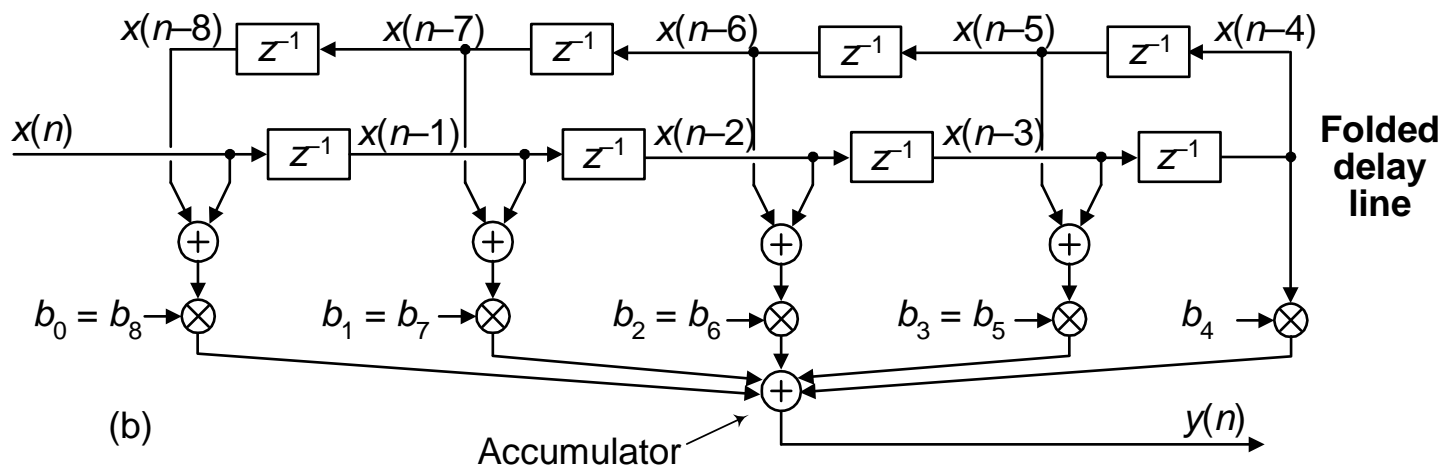 x(n–8) z⁻¹ x(n–7) z⁻¹ x(n–6) z⁻¹ x(n–5) z⁻¹ x(n–4)
x(n) z⁻¹ x(n–1) z⁻¹ x(n–2) z⁻¹ x(n–3) z⁻¹
Folded
delay
line
+ + + +
b₀ = b₈ b₁ = b₇ b₂ = b₆ b₃ = b₅ b₄
+
(b)
Accumulator
y(n)